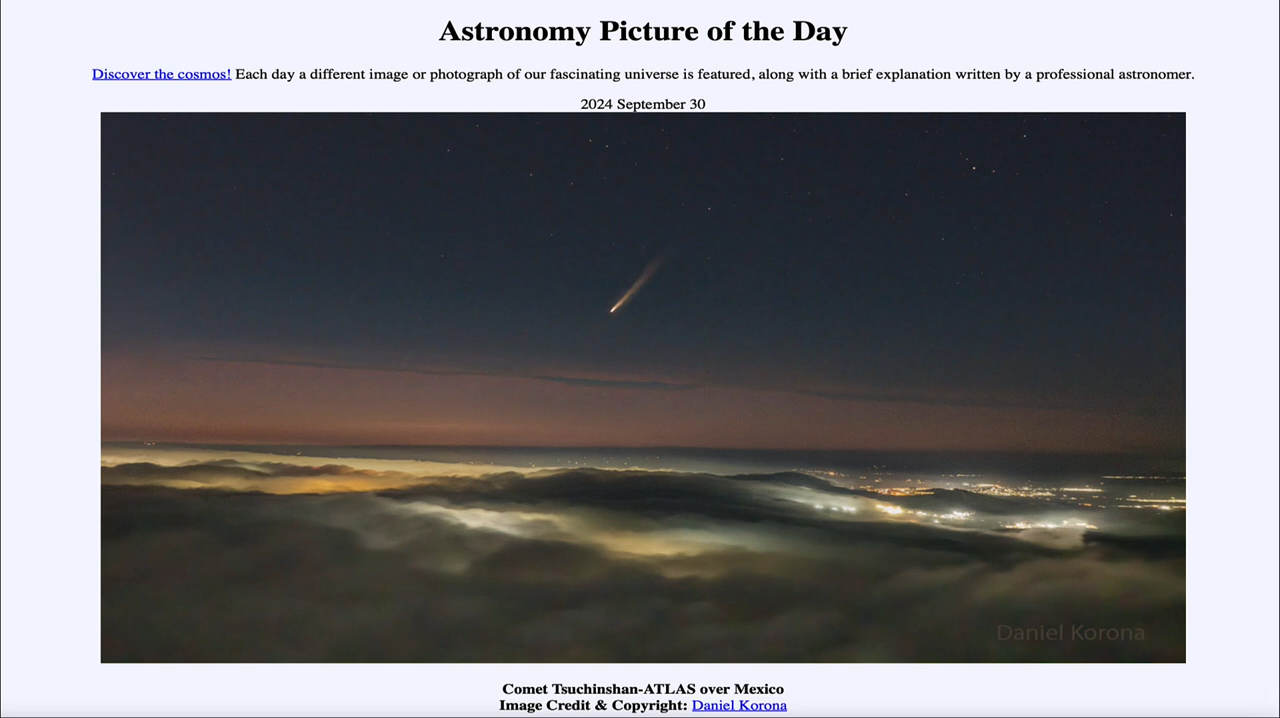 Astronomy Picture of the Day
Discover the cosmos! Each day a different image or photograph of our fascinating universe is featured, along with a brief explanation written by a professional astronomer.
2024 September 30
Daniel Korona
Comet Tsuchinshan-ATLAS over Mexico
Image Credit & Copyright: Daniel Korona